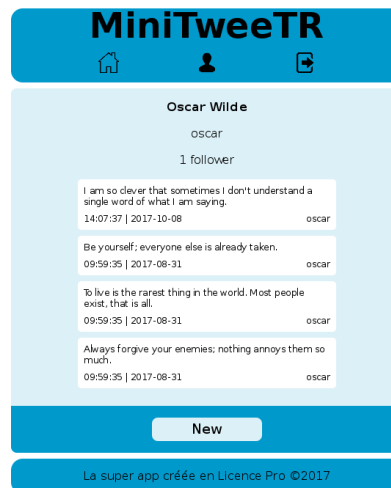 MiniTweeTR
Oscar Wilde
oscar
1 follower
I am so clever that sometimes I don't understand a
single word of what I am saying.
14:07:37 | 2017-10-08 oscar
Be yourself; everyone else is already taken.
09:59:35 | 2017-08-31 oscar
To live is the rarest thing in the world. Most people
exist, that is all.
09:59:35 | 2017-08-31 oscar
Always forgive your enemies; nothing annoys them so
much.
09:59:35 | 2017-08-31 oscar
New
La super app créée en Licence Pro ©2017